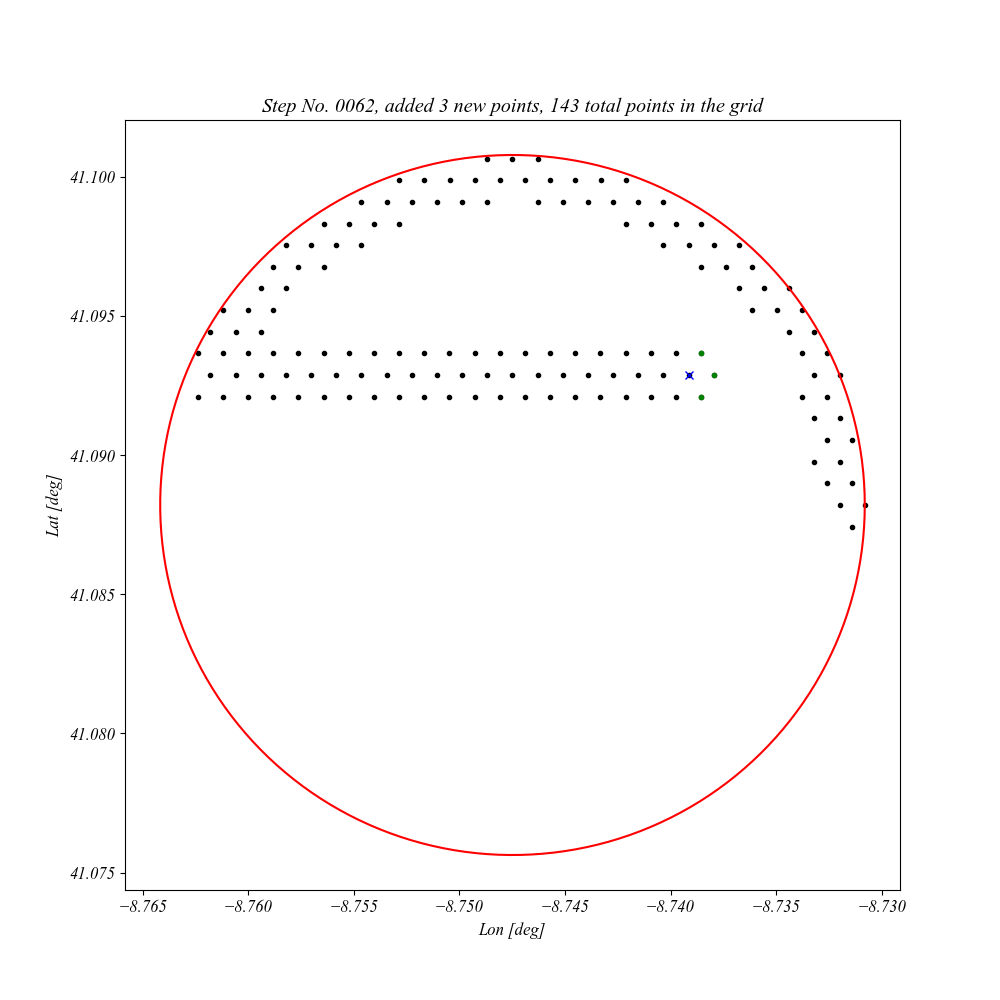 Step No. 0062, added 3 new points, 143 total points in the grid
41.100
41.095
41.090
41.085
41.080
41.075
Lat [deg]
−8.765 −8.760 −8.755 −8.750 −8.745 −8.740 −8.735 −8.730
Lon [deg]